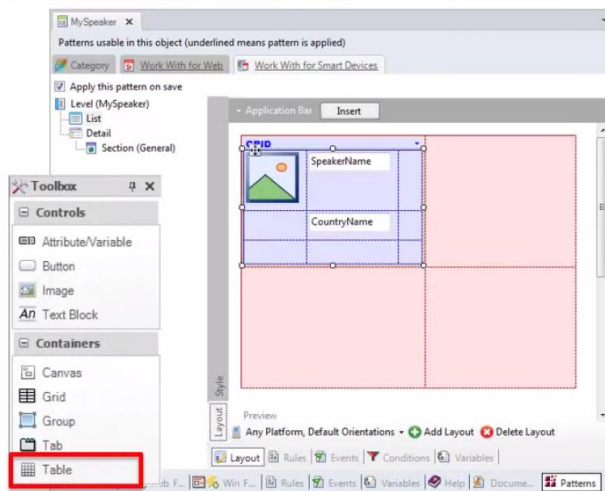 MySpeaker
Patterns usable in this object (underlined means pattern is applied)
Category Work With for Web Work With for Smart Devices
Apply this pattern on save
Level (MySpeaker)
List
Detail
Section (General)
Application Bar Insert
SpeakerName
CountryName
Toolbox
Controls
Attribute/Variable
Button
Image
Text Block
Containers
Canvas
Grid
Group
Tab
Table
Style
Layout
Preview
Any Platform, Default Orientations Add Layout Delete Layout
Layout Rules Events Conditions Variables
Win F... Rules Events Variables Help Docume... Patterns